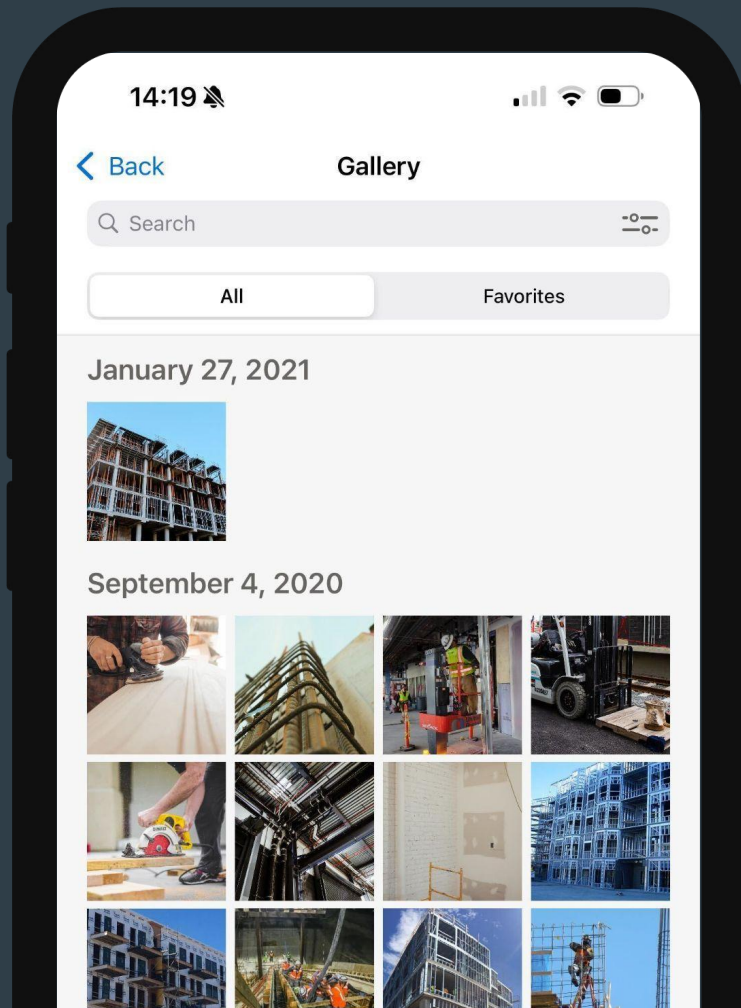 14:19
Back
Gallery
Search
All
Favorites
January 27, 2021
September 4, 2020